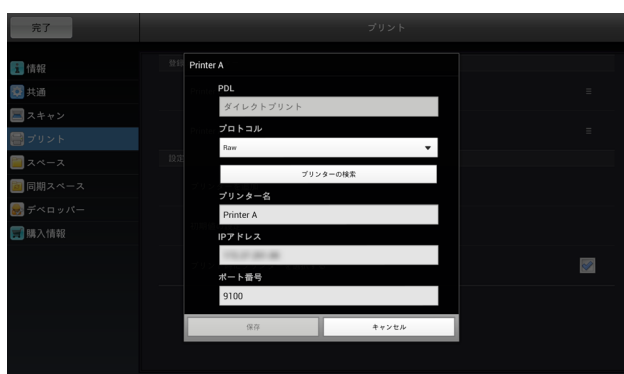 完了
プリント
情報
共通
スキャン
プリント
スペース
同期スペース
デベロッパー
購入情報
登録
設定
Printer A
PDL
ダイレクトプリント
プロトコル
Raw
プリンターの検索
プリンター名
Printer A
IPアドレス
ポート番号
9100
保存
キャンセル